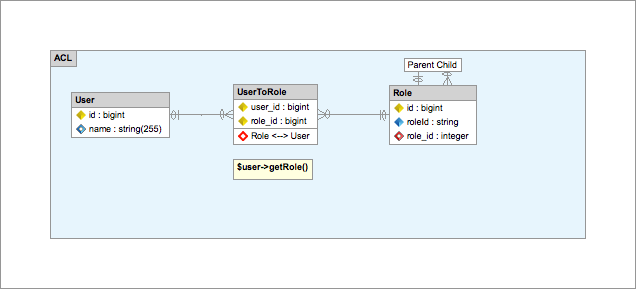 ACL
Parent Child
User
id : bigint
name : string(255)
UserToRole
user_id : bigint
role_id : bigint
Role <--> User
Role
id : bigint
roleId : string
role_id : integer
$user->getRole()